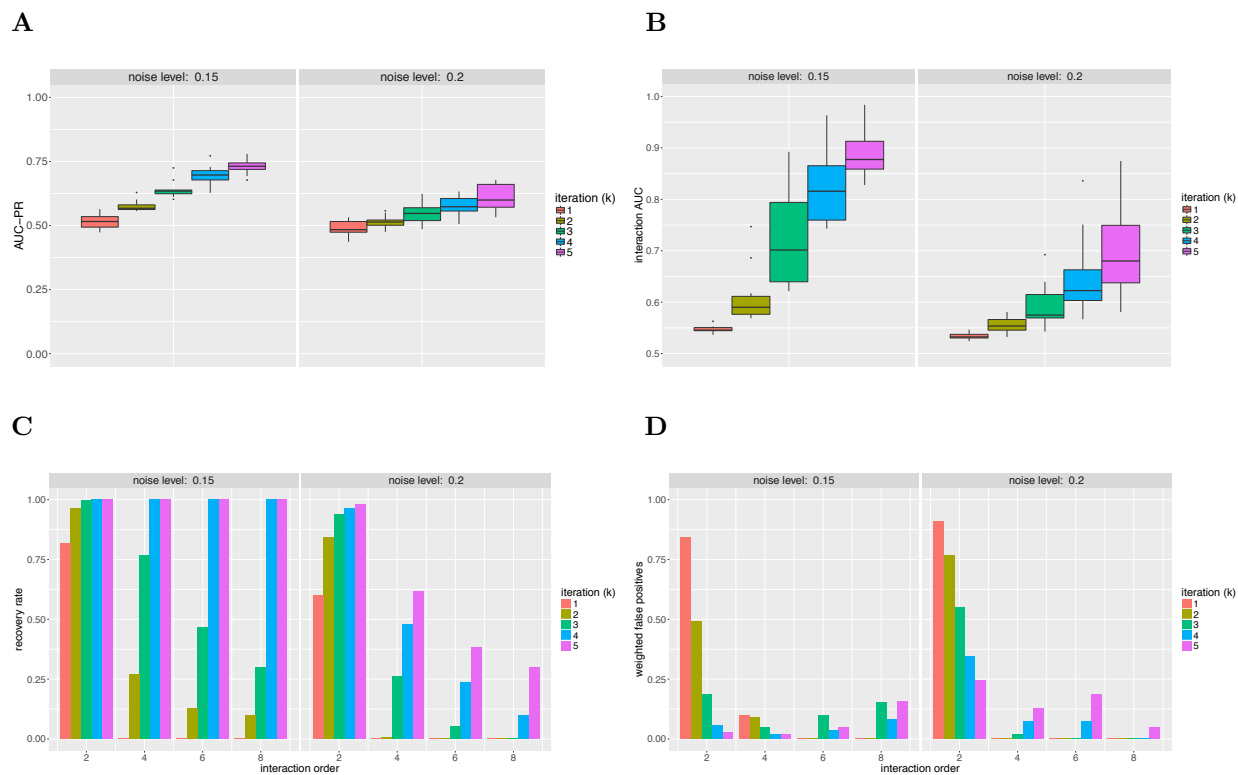 A
noise level: 0.15
noise level: 0.2
1.00
0.75
0.50
0.25
0.00
AUC−PR
iteration (k)
1
2
3
4
5
B
noise level: 0.15
noise level: 0.2
1.0
0.9
0.8
0.7
0.6
0.5
interaction AUC
iteration (k)
1
2
3
4
5
C
noise level: 0.15
noise level: 0.2
1.00
0.75
0.50
0.25
0.00
recovery rate
2 4 6 8 2 4 6 8
interaction order
iteration (k)
1
2
3
4
5
D
noise level: 0.15
noise level: 0.2
1.00
0.75
0.50
0.25
0.00
weighted false positives
2 4 6 8 2 4 6 8
interaction order
iteration (k)
1
2
3
4
5